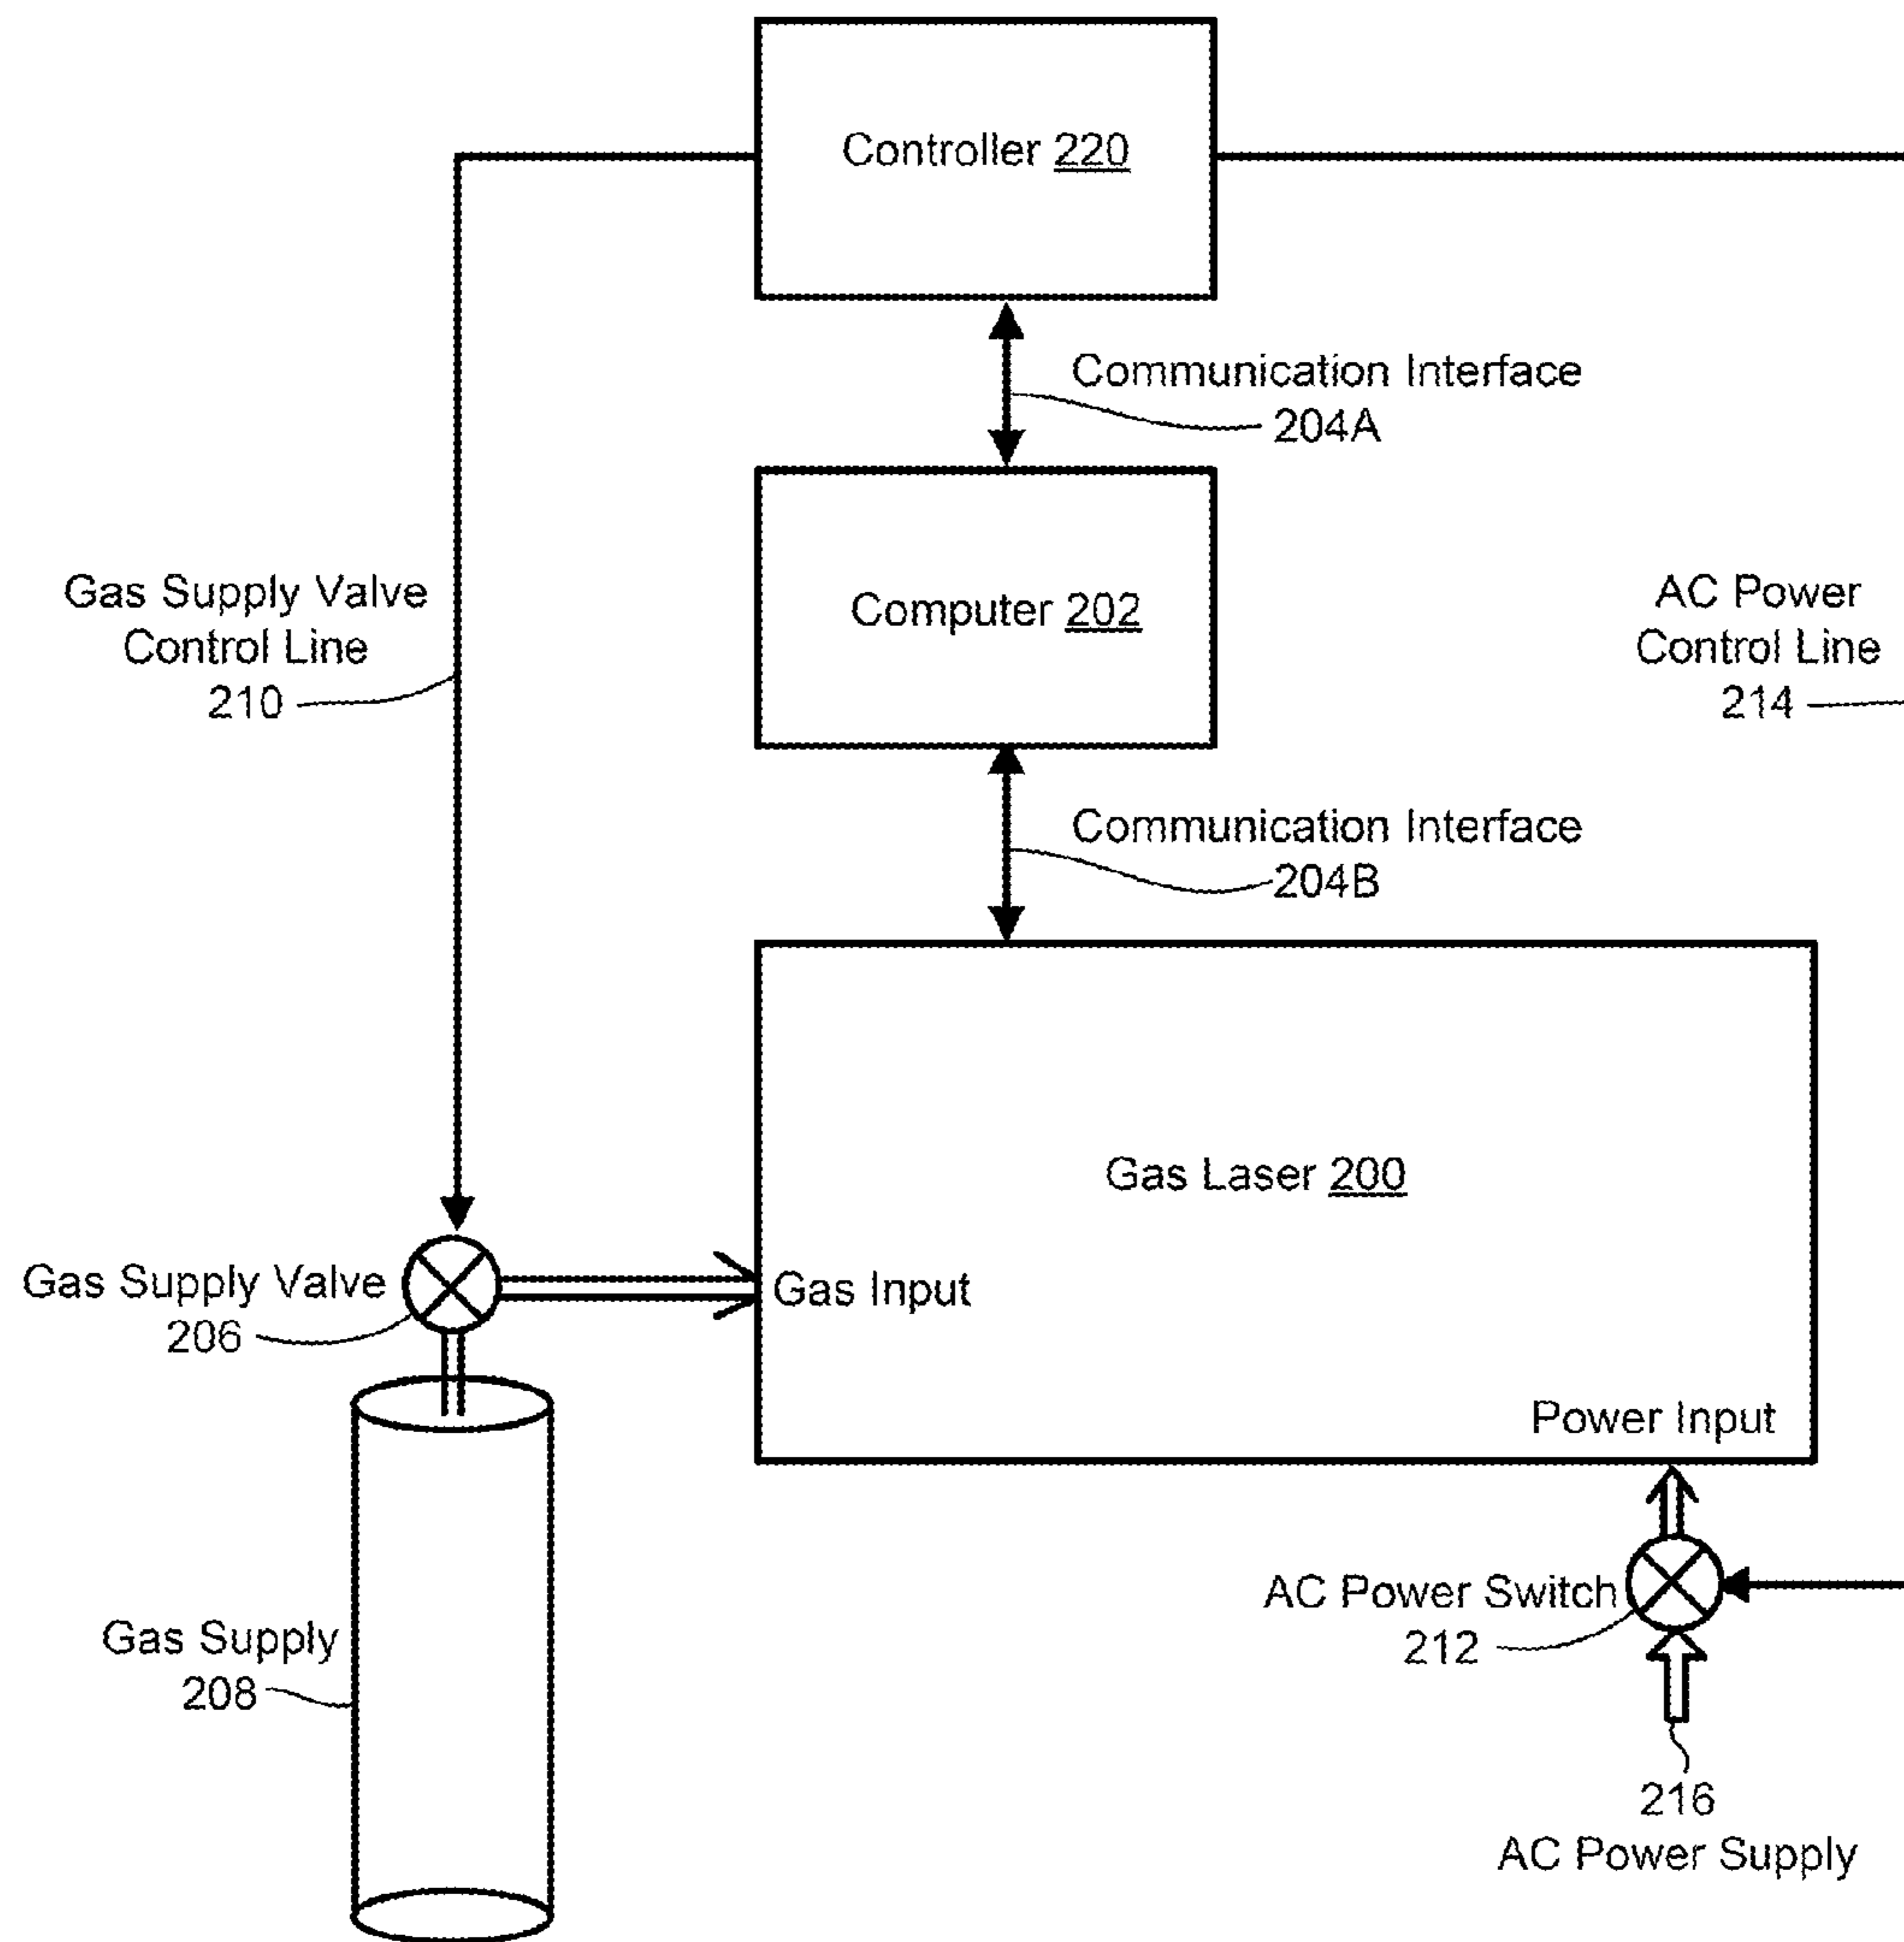 Controller 220
Communication Interface
204A
Gas Supply Valve
Control Line
210
Computer 202
AC Power
Control Line
214
Communication Interface
204B
Gas Laser 200
Gas Supply Valve
206
Gas Input
Power Input
AC Power Switch
212
Gas Supply
208
216
AC Power Supply